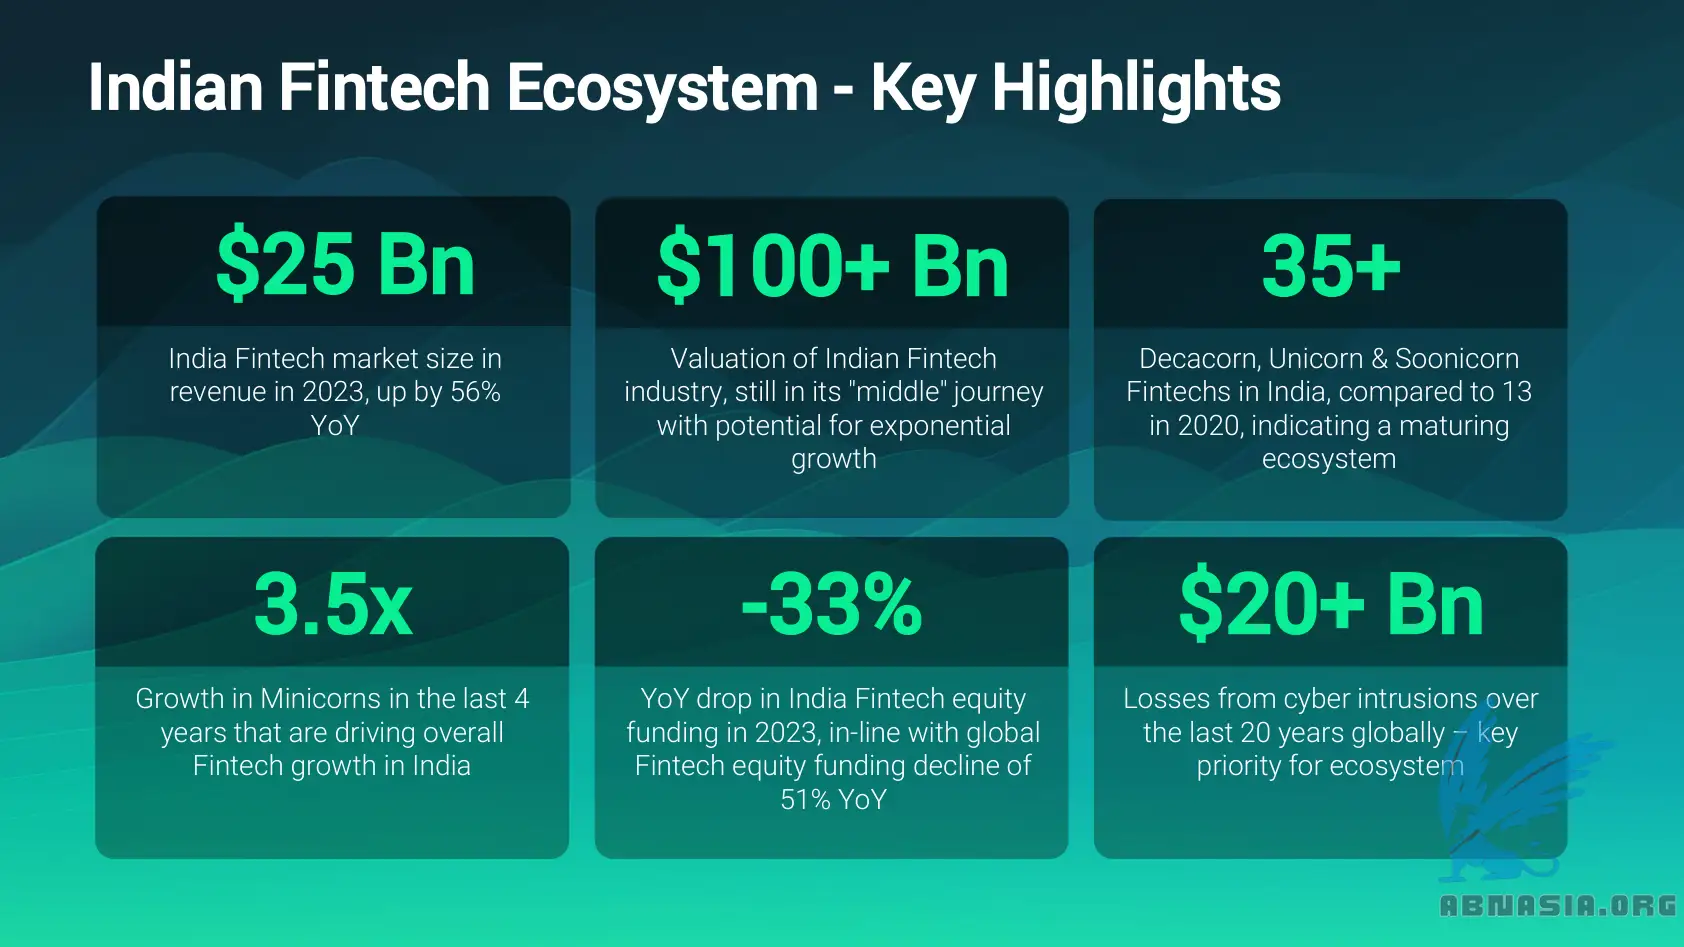 Indian Fintech Ecosystem - Key Highlights
$25 Bn
India Fintech market size in
revenue in 2023, up by 56%
YoY
$100+ Bn
Valuation of Indian Fintech
industry, still in its "middle" journey
with potential for exponential
growth
35+
Decacorn, Unicorn & Soonicorn
Fintechs in India, compared to 13
in 2020, indicating a maturing
ecosystem
3.5x
Growth in Minicorns in the last 4
years that are driving overall
Fintech growth in India
-33%
YoY drop in India Fintech equity
funding in 2023, in-line with global
Fintech equity funding decline of
51% YoY
$20+ Bn
Losses from cyber intrusions over
the last 20 years globally – key
priority for ecosystem
ABNASIA.ORG